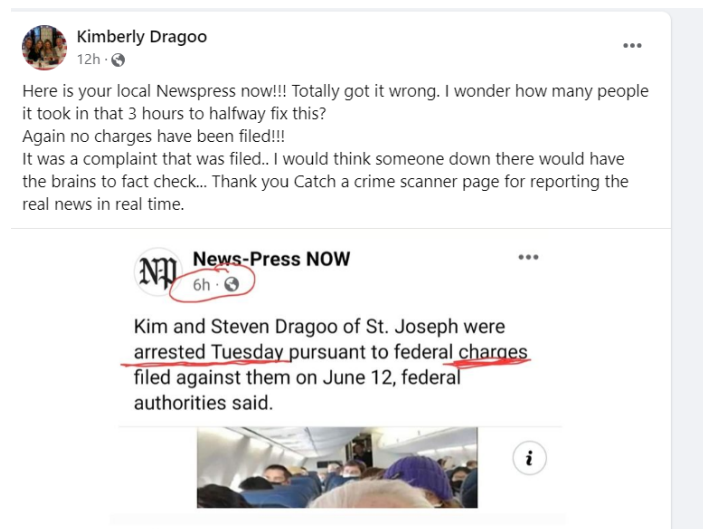 Kimberly Dragoo
12h ·
Here is your local Newspress now!!! Totally got it wrong. I wonder how many people
it took in that 3 hours to halfway fix this?
Again no charges have been filed!!!
It was a complaint that was filed.. I would think someone down there would have
the brains to fact check... Thank you Catch a crime scanner page for reporting the
real news in real time.
NP
News-Press NOW
6h ·
Kim and Steven Dragoo of St. Joseph were
arrested Tuesday pursuant to federal charges
filed against them on June 12, federal
authorities said.
i